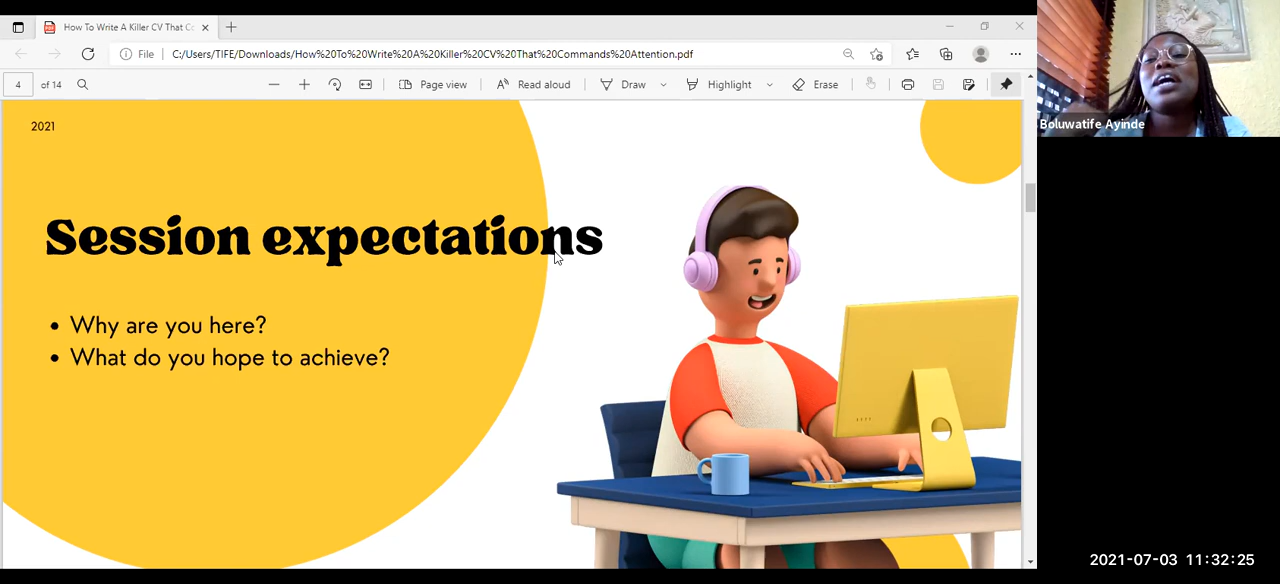 How To Write A Killer CV That Ce
File
C:/Users/TIFE/Downloads/How%20To%20Write%20A%20Killer%20CV%20That%20Commands%20Attention.pdf
4 of 14
Page view
Read aloud
Draw
Highlight
Erase
2021
Session expectations
• Why are you here?
• What do you hope to achieve?
Boluwatife Ayinde
2021-07-03 11:32:25